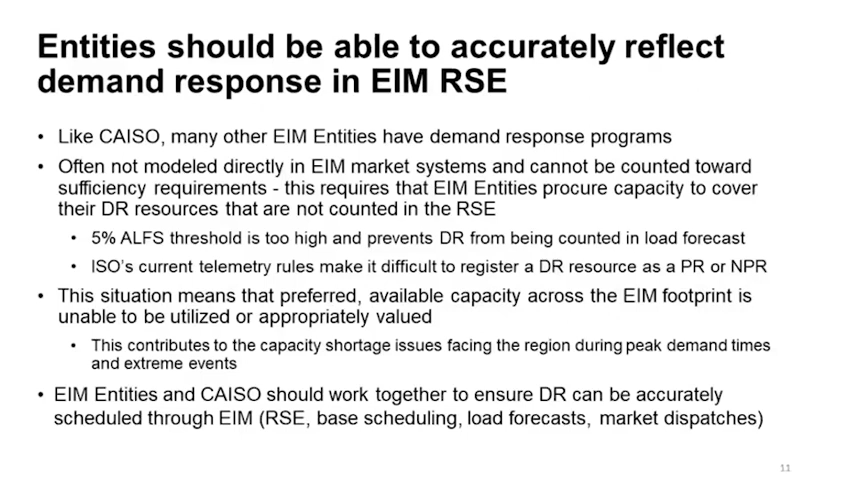 Entities should be able to accurately reflect
demand response in EIM RSE
• Like CAISO, many other EIM Entities have demand response programs
• Often not modeled directly in EIM market systems and cannot be counted toward
sufficiency requirements - this requires that EIM Entities procure capacity to cover
their DR resources that are not counted in the RSE
• 5% ALFS threshold is too high and prevents DR from being counted in load forecast
• ISO's current telemetry rules make it difficult to register a DR resource as a PR or NPR
• This situation means that preferred, available capacity across the EIM footprint is
unable to be utilized or appropriately valued
• This contributes to the capacity shortage issues facing the region during peak demand times
and extreme events
• EIM Entities and CAISO should work together to ensure DR can be accurately
scheduled through EIM (RSE, base scheduling, load forecasts, market dispatches)
11